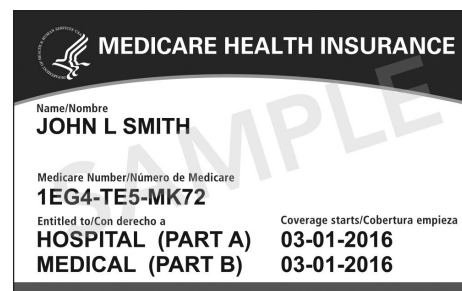 MEDICARE HEALTH INSURANCE
Name/Nombre
JOHN L SMITH
Medicare Number/Número de Medicare
1EG4-TE5-MK72
Entitled to/Con derecho a
Coverage starts/Cobertura empieza
HOSPITAL (PART A) 03-01-2016
MEDICAL (PART B) 03-01-2016
SAMPLE